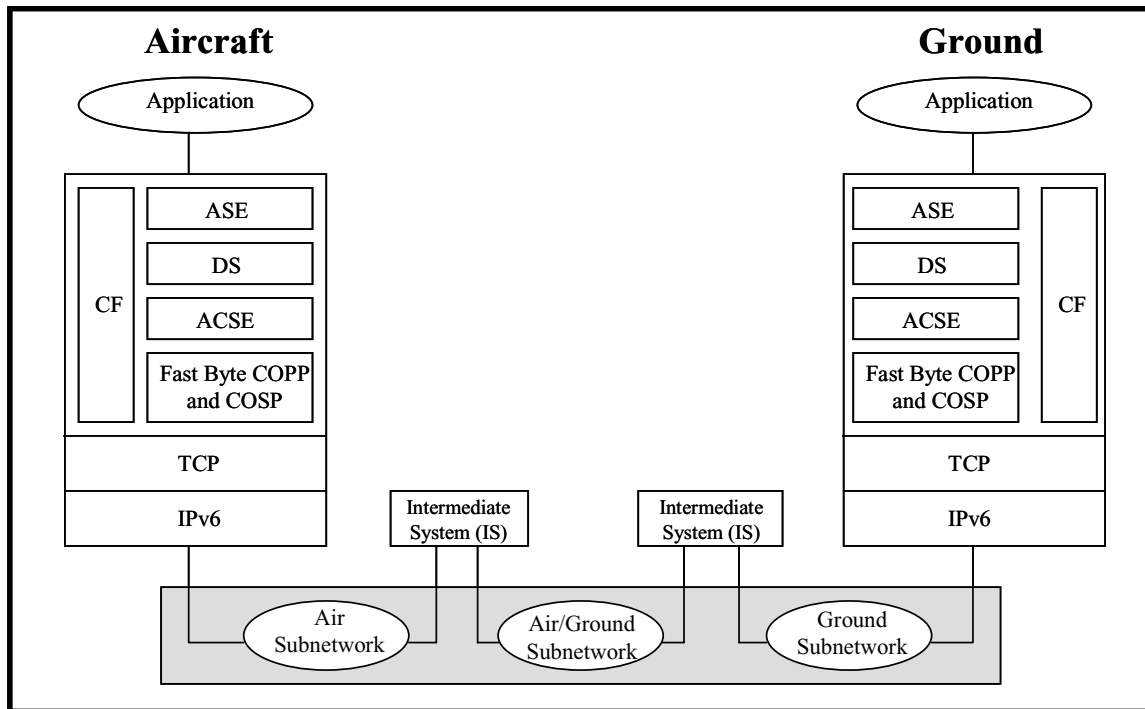 Aircraft
Ground
Application
Application
CF
ASE
DS
ACSE
Fast Byte COPP
and COSP
TCP
IPv6
ASE
DS
ACSE
Fast Byte COPP
and COSP
CF
TCP
IPv6
Intermediate
System (IS)
Intermediate
System (IS)
Air
Subnetwork
Air/Ground
Subnetwork
Ground
Subnetwork